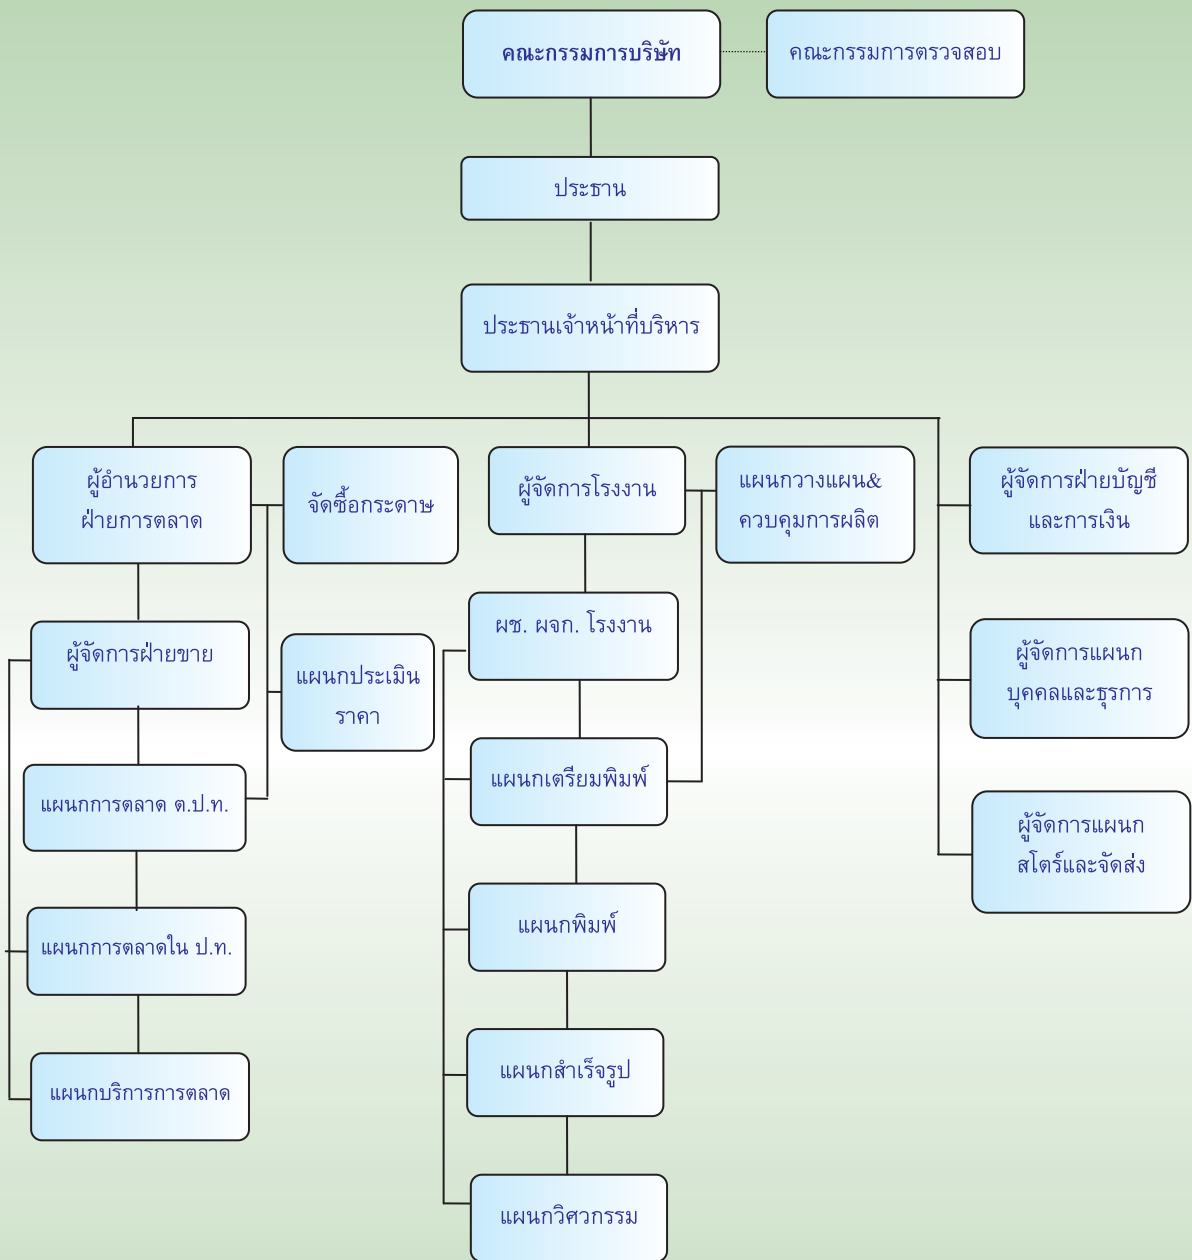 คณะกรรมการบริษัท
คณะกรรมการตรวจสอบ
ประธาน
ประธานเจ้าหน้าที่บริหาร
ผู้อำนวยการ
ฝ่ายการตลาด
จัดซื้อกระดาษ
ผู้จัดการโรงงาน
แผนกวางแผน&
ควบคุมการผลิต
ผู้จัดการฝ่ายบัญชี
และการเงิน
ผู้จัดการฝ่ายขาย
แผนกประเมิน
ราคา
ผช. ผจก. โรงงาน
ผู้จัดการแผนก
บุคคลและธุรการ
แผนกการตลาด ต.ป.ท.
แผนกเตรียมพิมพ์
ผู้จัดการแผนก
สโตร์และจัดส่ง
แผนกการตลาดใน ป.ท.
แผนกพิมพ์
แผนกบริการการตลาด
แผนกสำเร็จรูป
แผนกวิศวกรรม